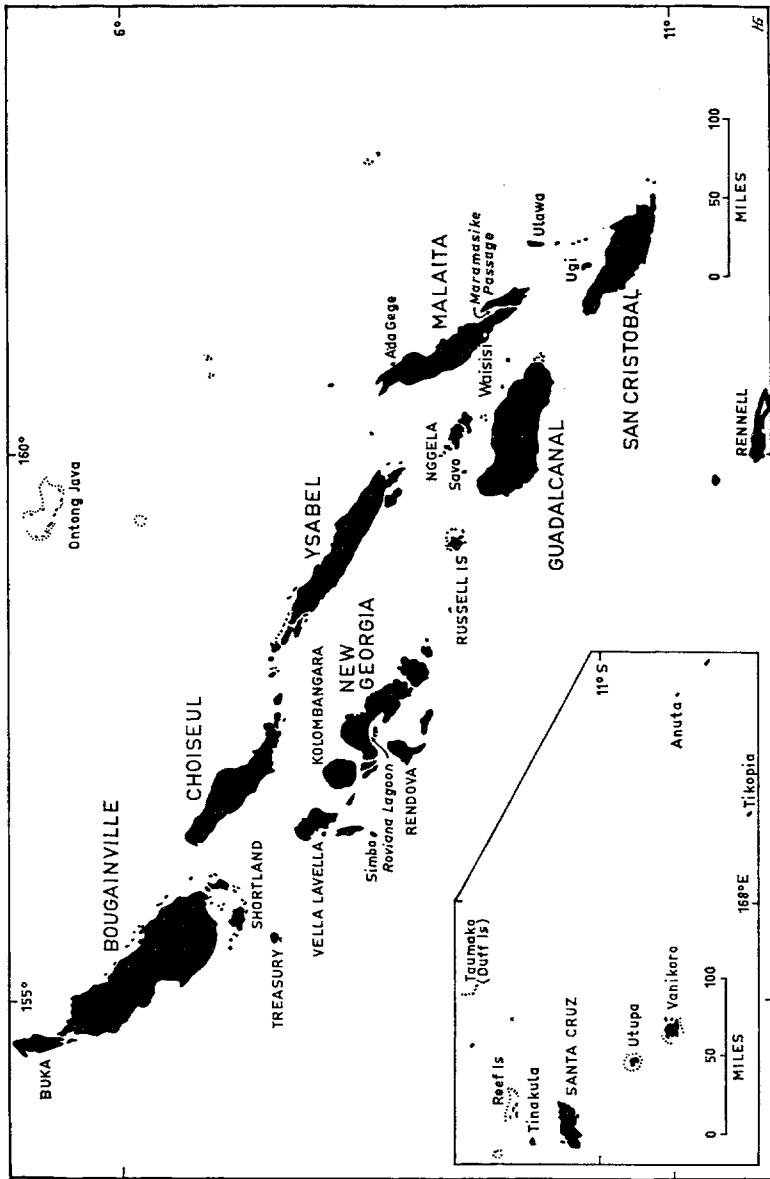 155°
160°
6°
6°
11°
11°
BUKA
BOUGAINVILLE
SHORTLAND
TREASURY
CHOISEUL
VELLA LAVELLA
KOLOMBANGARA
NEW
GEORGIA
Simbo
Roviana Lagoon
RENDOVA
YSABEL
Ontong Java
RUSSELL IS
NGGELA
Savo
GUADALCANAL
MALAITA
Ada Gege
Maramasike
Passage
Waisisi
Ulawa
Ugi
SAN CRISTOBAL
RENNELL
0 50 100
MILES
Reef Is
Tinakula
SANTA CRUZ
Taumako
(Duff Is)
Utupa
Vanikoro
Anuta
Tikopia
11°S
168°E
0 50 100
MILES
HG